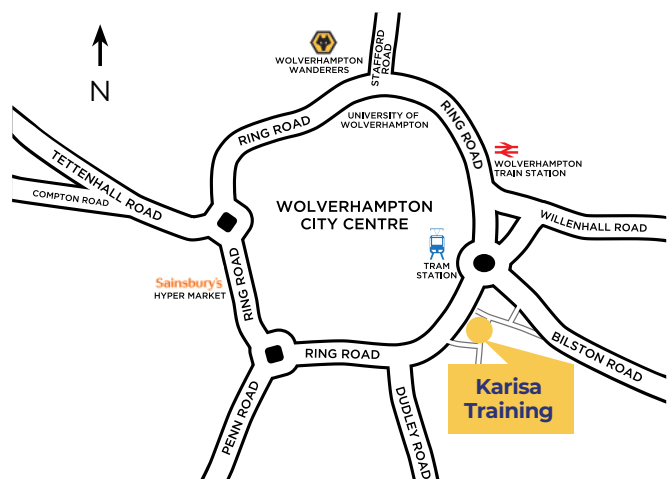 N
WOLVERHAMPTON
WANDERERS
STAFFORD
ROAD
RING ROAD
UNIVERSITY OF
WOLVERHAMPTON
RING ROAD
WOLVERHAMPTON
TRAIN STATION
TETTENHALL ROAD
COMPTON ROAD
WOLVERHAMPTON
CITY CENTRE
WILLENHALL ROAD
TRAM
STATION
Sainsbury's
HYPER MARKET
RING ROAD
RING ROAD
BILSTON ROAD
PENN ROAD
DUDLEY ROAD
Karisa
Training